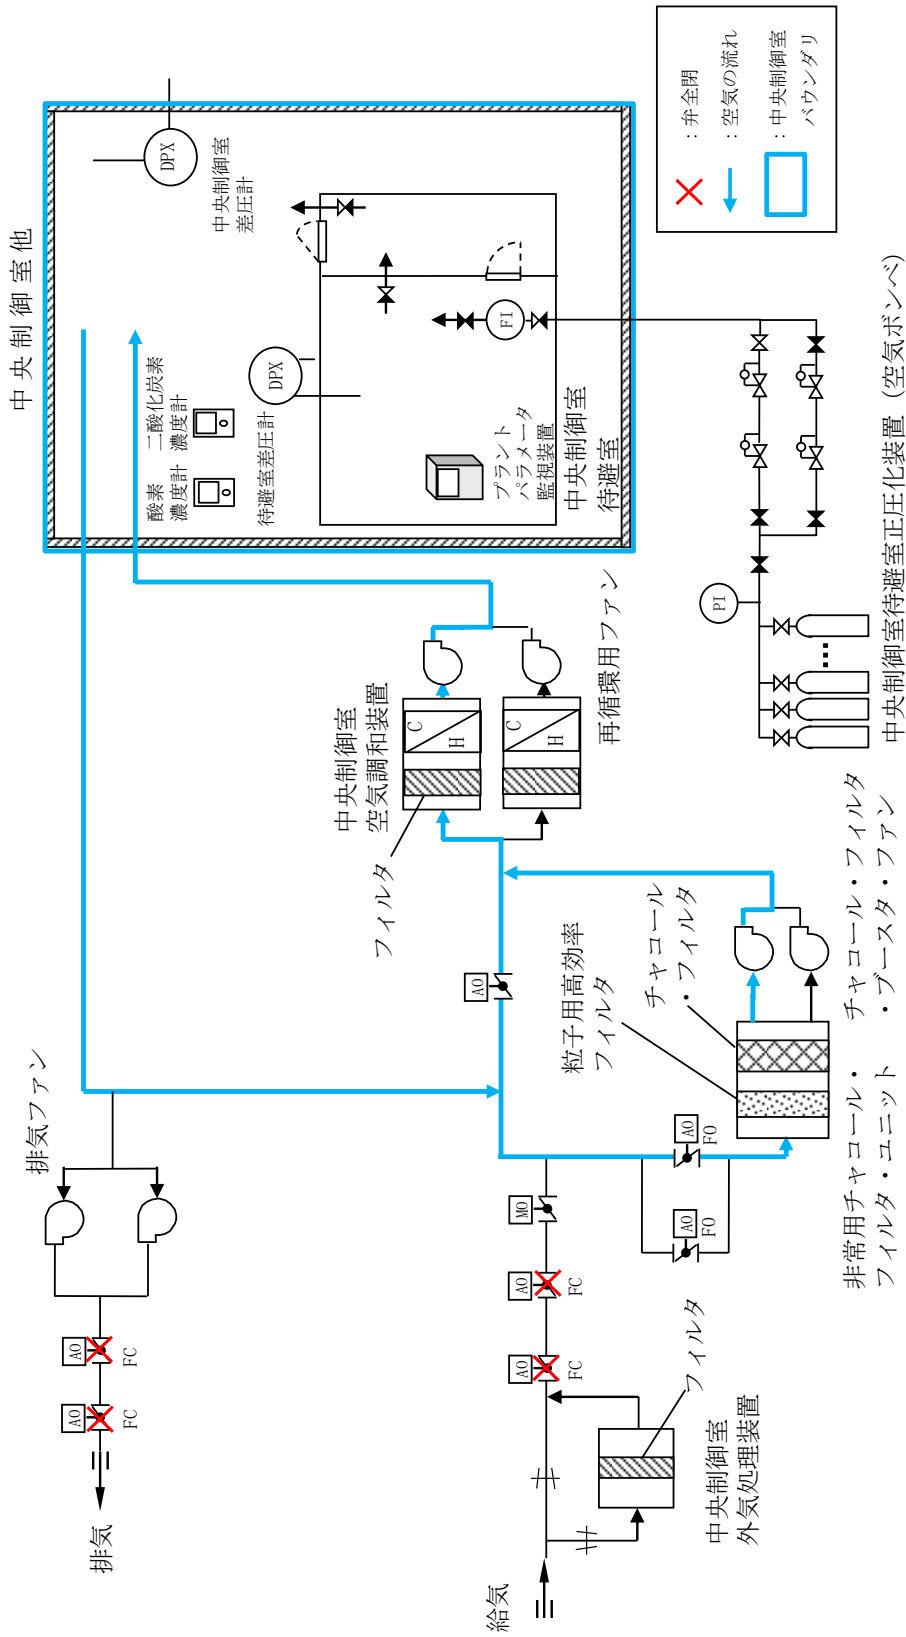 排気
AO
FC
AO
FC
排気ファン
中央制御室他
DPX
中央制御室
差圧計
二酸化炭素
濃度計
酸素
濃度計
DPX
待避室差圧計
FI
プラント
パラメータ
監視装置
中央制御室
待避室
：弁全閉
：空気の流れ
：中央制御室
バウンダリ
中央制御室
空気調和装置
フィルタ
C
H
C
H
再循環用ファン
AO
給気
中央制御室
外気処理装置
フィルタ
AO
FC
AO
FC
MO
AO
FO
AO
FO
粒子用高効率
フィルタ
チャコール
・フィルタ
非常用チャコール・
フィルタ・ユニット
チャコール・フィルタ
・ブースタ・ファン
PI
中央制御室待避室正圧化装置（空気ボンベ）